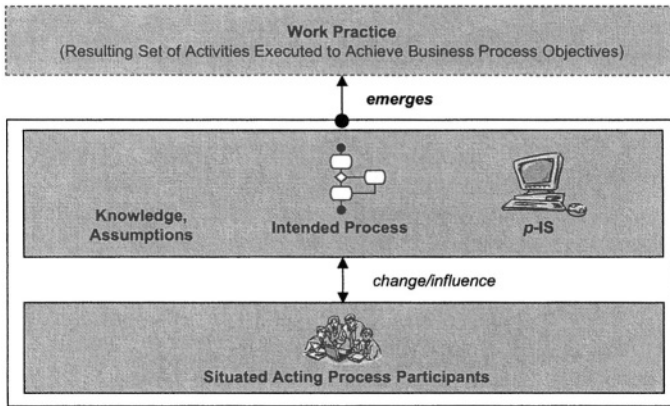 Work Practice
(Resulting Set of Activities Executed to Achieve Business Process Objectives)
emerges
Knowledge,
Assumptions
Intended Process
p-IS
change/influence
Situated Acting Process Participants